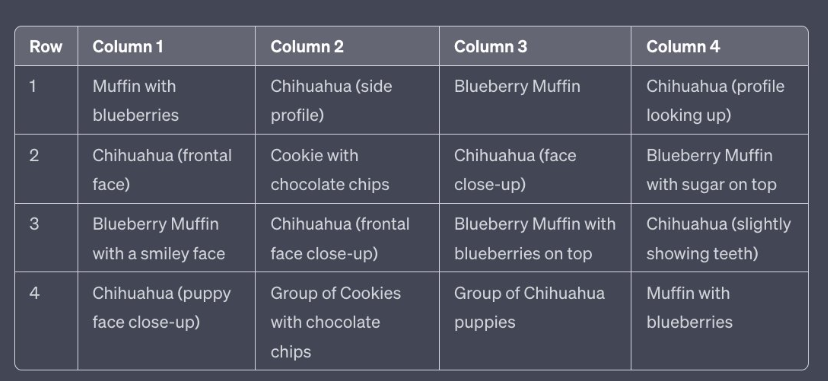 Row Column 1 Column 2 Column 3 Column 4
1 Muffin with Chihuahua (side Blueberry Muffin Chihuahua (profile
blueberries profile) looking up)
2 Chihuahua (frontal Cookie with Chihuahua (face Blueberry Muffin
face) chocolate chips close-up) with sugar on top
3 Blueberry Muffin Chihuahua (frontal Blueberry Muffin with Chihuahua (slightly
with a smiley face face close-up) blueberries on top showing teeth)
4 Chihuahua (puppy Group of Cookies Group of Chihuahua Muffin with
face close-up) with chocolate puppies blueberries
chips